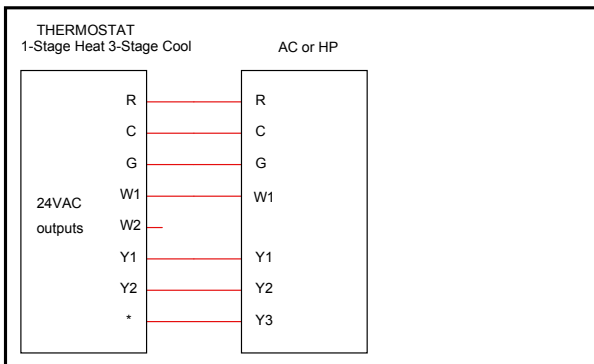 THERMOSTAT
1-Stage Heat 3-Stage Cool
AC or HP
R R
C C
G G
W1 W1
24VAC
outputs
W2
Y1 Y1
Y2 Y2
* Y3